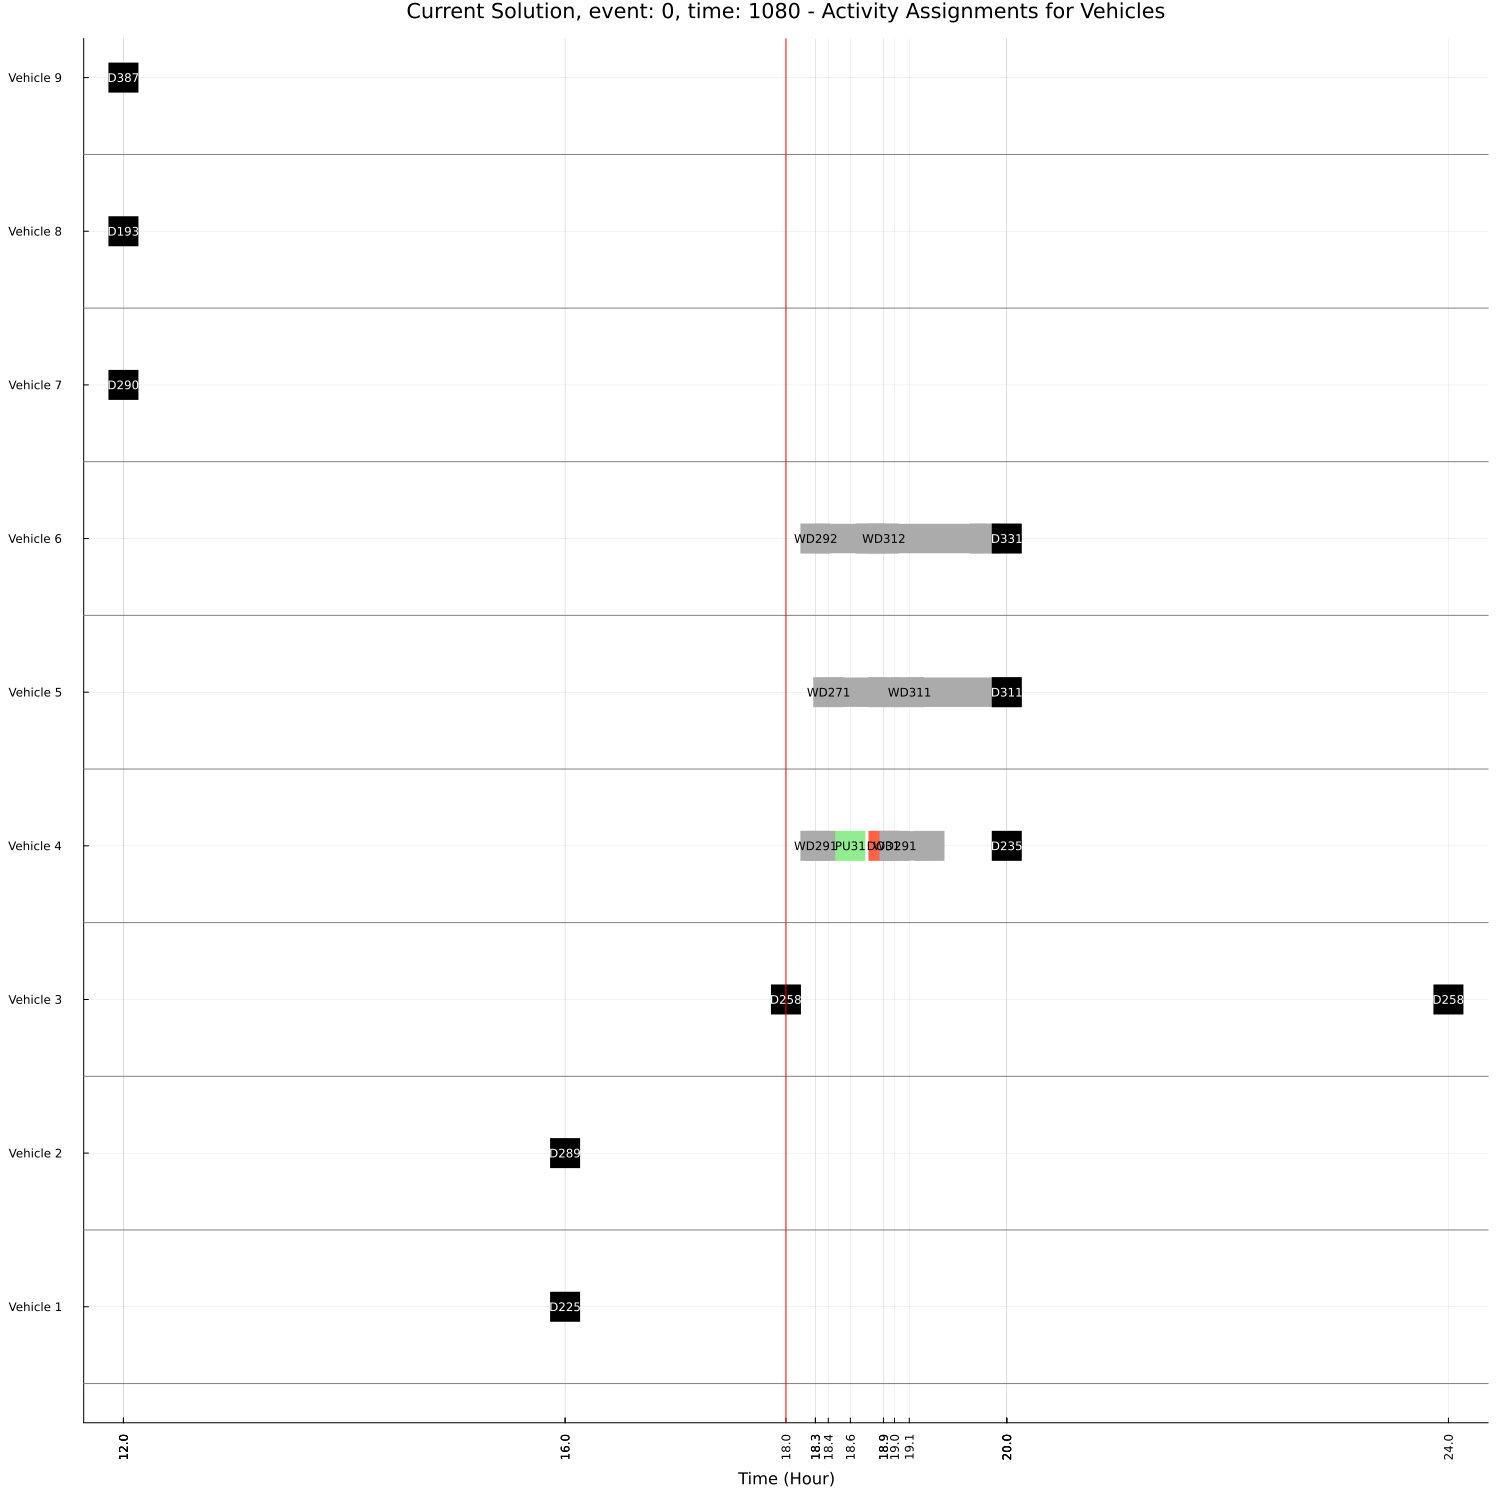 Current Solution, event: 0, time: 1080 - Activity Assignments for Vehicles
Vehicle 9
D387
Vehicle 8
D193
Vehicle 7
D290
Vehicle 6
WD292 WD312 D331
Vehicle 5
WD271 WD311 D311
Vehicle 4
WD291 PU31 DO31 WD291 D235
Vehicle 3
D258 D258
Vehicle 2
D289
Vehicle 1
D225
12.0 16.0 18.0 18.3 18.4 18.6 18.9 19.0 19.1 20.0 24.0
Time (Hour)